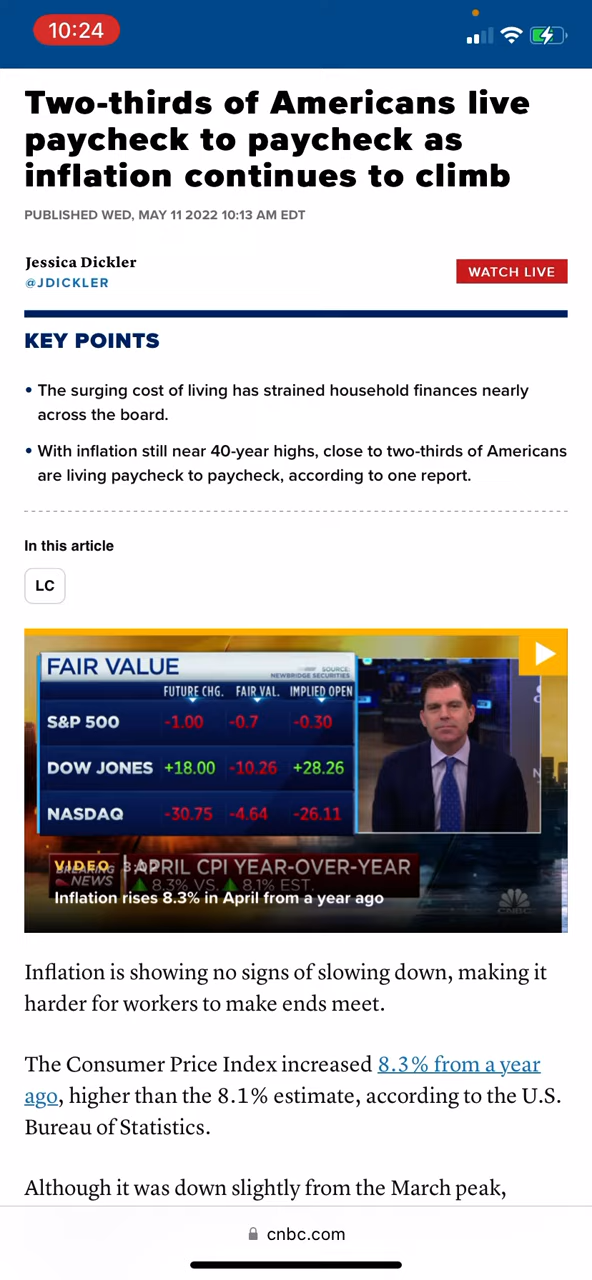 10:24
Two-thirds of Americans live
paycheck to paycheck as
inflation continues to climb
PUBLISHED WED, MAY 11 2022 10:13 AM EDT
Jessica Dickler
@JDICKLER
WATCH LIVE
KEY POINTS
• The surging cost of living has strained household finances nearly
across the board.
• With inflation still near 40-year highs, close to two-thirds of Americans
are living paycheck to paycheck, according to one report.
In this article
LC
FAIR VALUE
SOURCE:
NEWBRIDGE SECURITIES
FUTURE CHG. FAIR VAL. IMPLIED OPEN
S&P 500 -1.00 -0.7 -0.30
DOW JONES +18.00 -10.26 +28.26
NASDAQ -30.75 -4.64 -26.11
VIDEO 3:02
BREAKING
NEWS
APRIL CPI YEAR-OVER-YEAR
8.3% VS. 8.1% EST.
Inflation rises 8.3% in April from a year ago
CNBC
Inflation is showing no signs of slowing down, making it
harder for workers to make ends meet.
The Consumer Price Index increased 8.3% from a year
ago, higher than the 8.1% estimate, according to the U.S.
Bureau of Statistics.
Although it was down slightly from the March peak,
cnbc.com